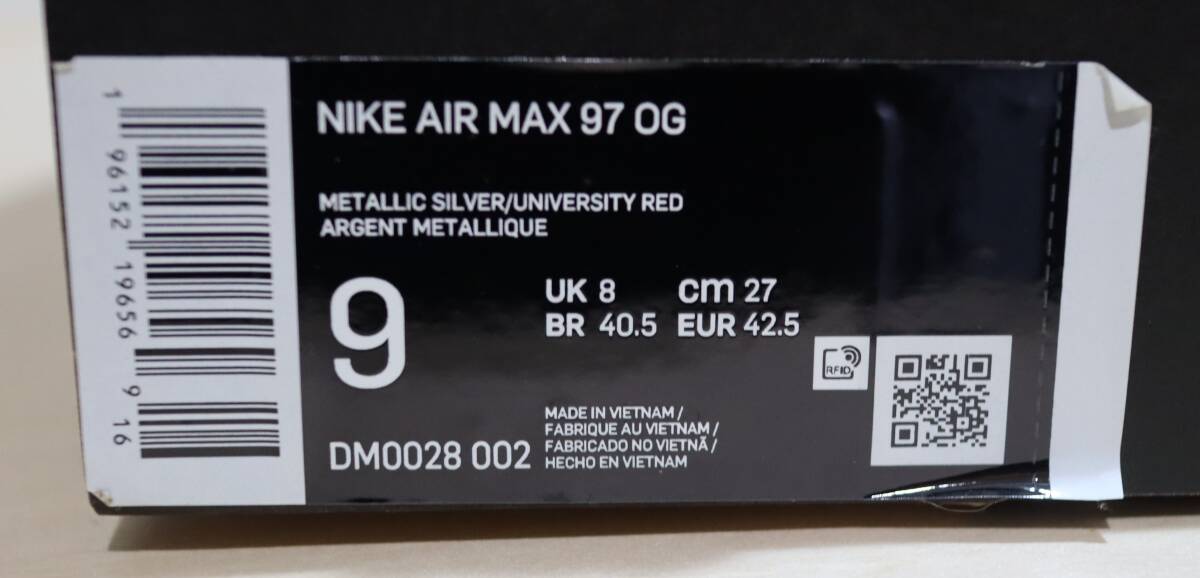 NIKE AIR MAX 97 OG
METALLIC SILVER/UNIVERSITY RED
ARGENT METALLIQUE
9
UK 8 cm 27
BR 40.5 EUR 42.5
RFID
DM0028 002
MADE IN VIETNAM /
FABRIQUE AU VIETNAM /
FABRICADO NO VIETNÃ /
HECHO EN VIETNAM
1 96152 19656 9 16